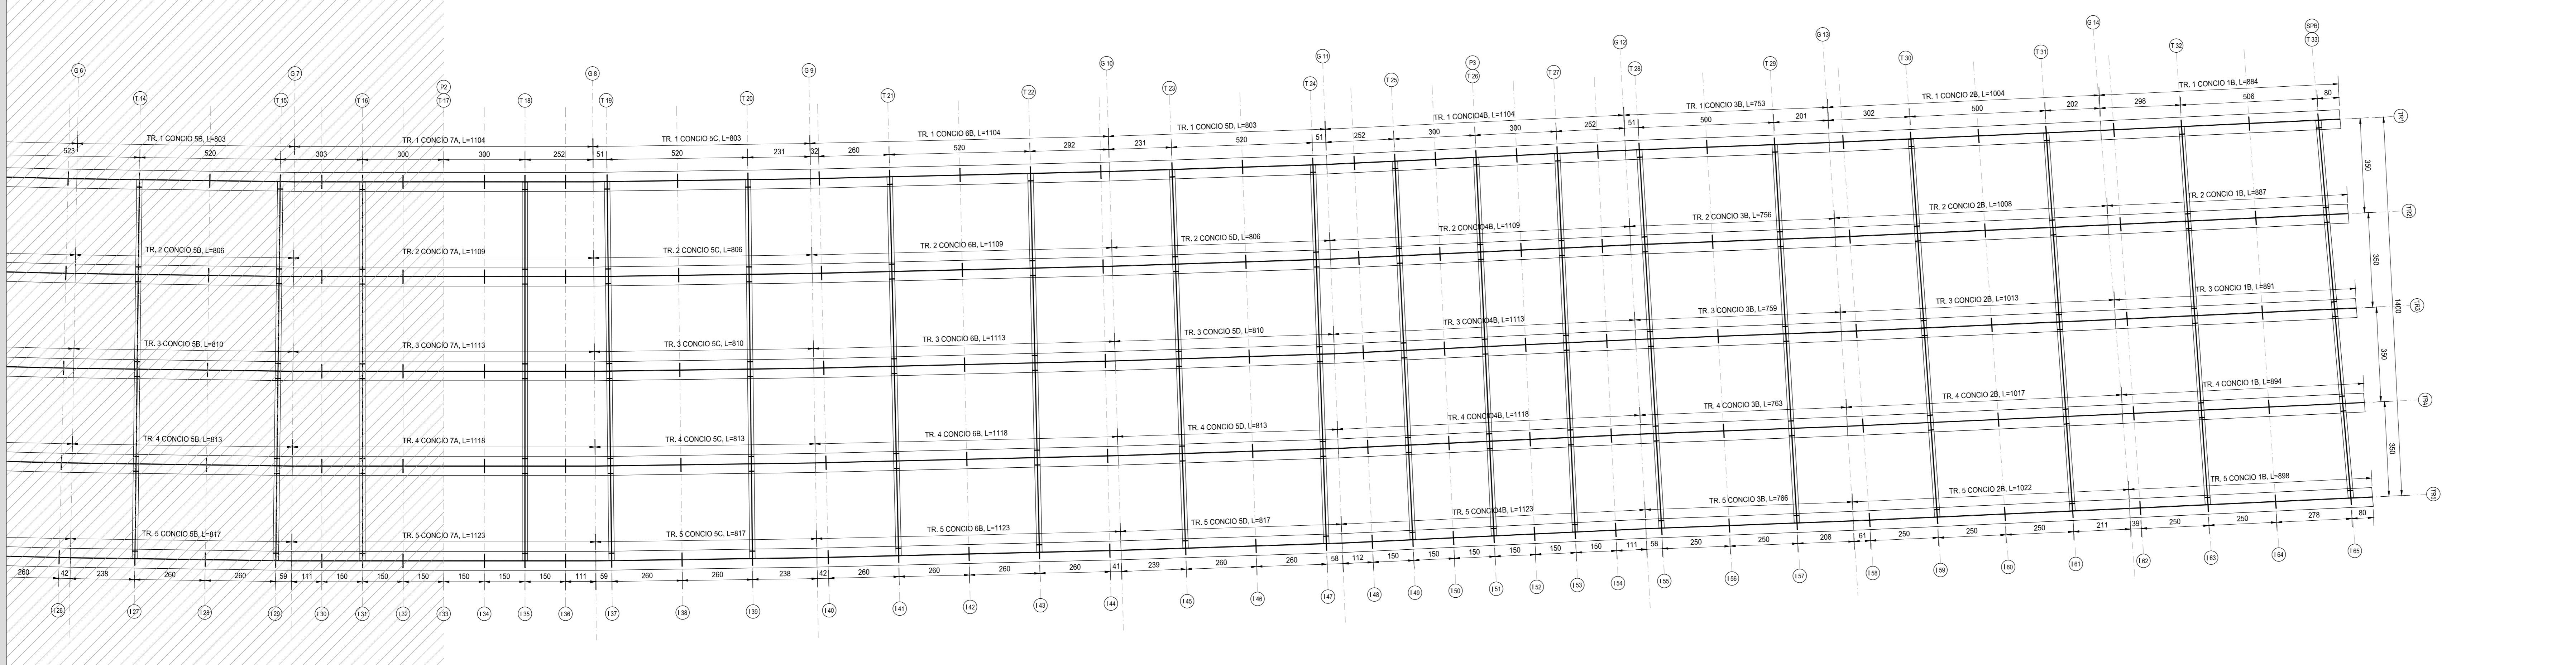 G 6 G 7 P2 G 8 G 9 G 10 G 11 P3 G 12 G 13 G 14 SPB
T 14 T 15 T 16 T 17 T 18 T 19 T 20 T 21 T 22 T 23 T 24 T 25 T 26 T 27 T 28 T 29 T 30 T 31 T 32 T 33
TR. 1 CONCIO 5B, L=803 TR. 1 CONCIO 7A, L=1104 TR. 1 CONCIO 5C, L=803 TR. 1 CONCIO 6B, L=1104 TR. 1 CONCIO 5D, L=803 TR. 1 CONCIO4B, L=1104 TR. 1 CONCIO 3B, L=753 TR. 1 CONCIO 2B, L=1004 TR. 1 CONCIO 1B, L=884
523 520 303 300 300 252 51 520 231 32 260 520 292 231 520 51 252 300 300 252 51 500 201 302 500 202 298 506 80
TR1
350
TR. 2 CONCIO 5B, L=806 TR. 2 CONCIO 7A, L=1109 TR. 2 CONCIO 5C, L=806 TR. 2 CONCIO 6B, L=1109 TR. 2 CONCIO 5D, L=806 TR. 2 CONCIO4B, L=1109 TR. 2 CONCIO 3B, L=756 TR. 2 CONCIO 2B, L=1008 TR. 2 CONCIO 1B, L=887
TR2
350
TR. 3 CONCIO 5B, L=810 TR. 3 CONCIO 7A, L=1113 TR. 3 CONCIO 5C, L=810 TR. 3 CONCIO 6B, L=1113 TR. 3 CONCIO 5D, L=810 TR. 3 CONCIO4B, L=1113 TR. 3 CONCIO 3B, L=759 TR. 3 CONCIO 2B, L=1013 TR. 3 CONCIO 1B, L=891
TR3
1400
350
TR. 4 CONCIO 5B, L=813 TR. 4 CONCIO 7A, L=1118 TR. 4 CONCIO 5C, L=813 TR. 4 CONCIO 6B, L=1118 TR. 4 CONCIO 5D, L=813 TR. 4 CONCIO4B, L=1118 TR. 4 CONCIO 3B, L=763 TR. 4 CONCIO 2B, L=1017 TR. 4 CONCIO 1B, L=894
TR4
350
TR. 5 CONCIO 5B, L=817 TR. 5 CONCIO 7A, L=1123 TR. 5 CONCIO 5C, L=817 TR. 5 CONCIO 6B, L=1123 TR. 5 CONCIO 5D, L=817 TR. 5 CONCIO4B, L=1123 TR. 5 CONCIO 3B, L=766 TR. 5 CONCIO 2B, L=1022 TR. 5 CONCIO 1B, L=898
TR5
260 42 238 260 260 59 111 150 150 150 150 150 150 111 59 260 260 238 42 260 260 260 260 41 239 260 260 58 112 150 150 150 150 150 111 58 250 250 208 61 250 250 250 211 39 250 250 278 80
I 26 I 27 I 28 I 29 I 30 I 31 I 32 I 33 I 34 I 35 I 36 I 37 I 38 I 39 I 40 I 41 I 42 I 43 I 44 I 45 I 46 I 47 I 48 I 49 I 50 I 51 I 52 I 53 I 54 I 55 I 56 I 57 I 58 I 59 I 60 I 61 I 62 I 63 I 64 I 65